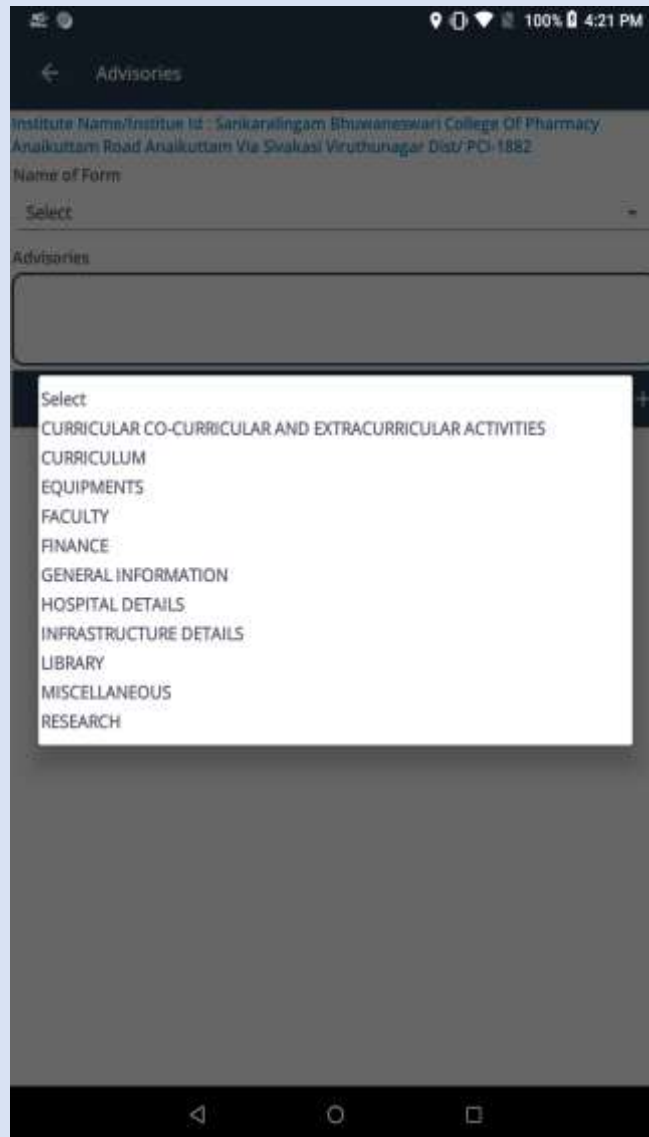 100% 4:21 PM
Advisories
Institute Name/Institue Id : Sankaralingam Bhuwaneswari College Of Pharmacy
Anaikuttam Road Anaikuttam Via Sivakasi Viruthunagar Dist/ PCI-1882
Name of Form
Select
Advisories
+
Select
CURRICULAR CO-CURRICULAR AND EXTRACURRICULAR ACTIVITIES
CURRICULUM
EQUIPMENTS
FACULTY
FINANCE
GENERAL INFORMATION
HOSPITAL DETAILS
INFRASTRUCTURE DETAILS
LIBRARY
MISCELLANEOUS
RESEARCH